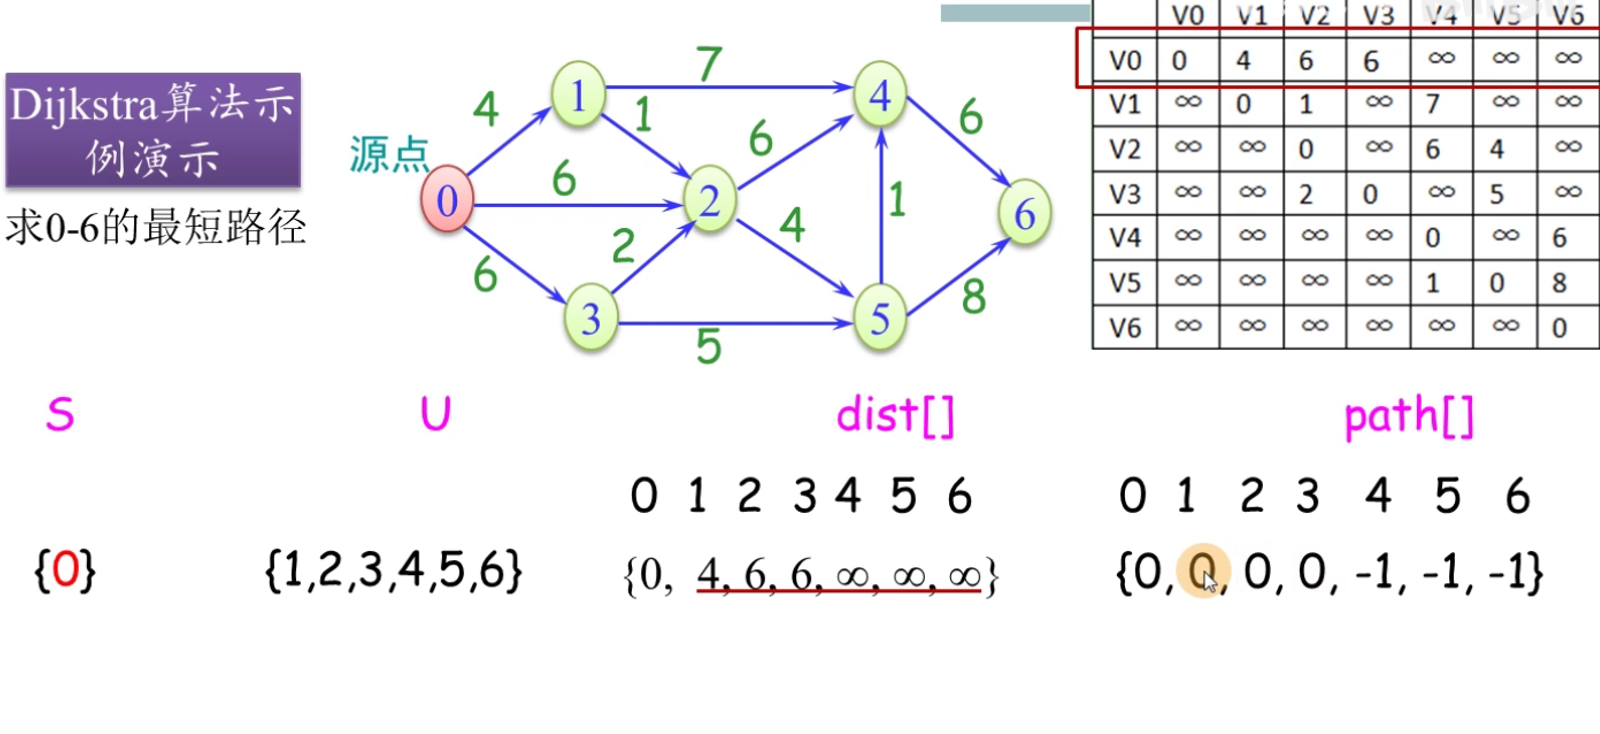 V0 V1 V2 V3 V4 V5 V6
V0 0 4 6 6 ∞ ∞ ∞
V1 ∞ 0 1 ∞ 7 ∞ ∞
V2 ∞ ∞ 0 ∞ 6 4 ∞
V3 ∞ ∞ 2 0 ∞ 5 ∞
V4 ∞ ∞ ∞ ∞ 0 ∞ 6
V5 ∞ ∞ ∞ ∞ 1 0 8
V6 ∞ ∞ ∞ ∞ ∞ ∞ 0
Dijkstra算法示
例演示
求0-6的最短路径
源点
7
4
1
1
4
6
6
6
0
2
1
6
2
4
6
3
5
8
5
S U dist[] path[]
0 1 2 3 4 5 6 0 1 2 3 4 5 6
{0} {1,2,3,4,5,6} {0, 4, 6, 6, ∞, ∞, ∞} {0, 0, 0, 0, -1, -1, -1}